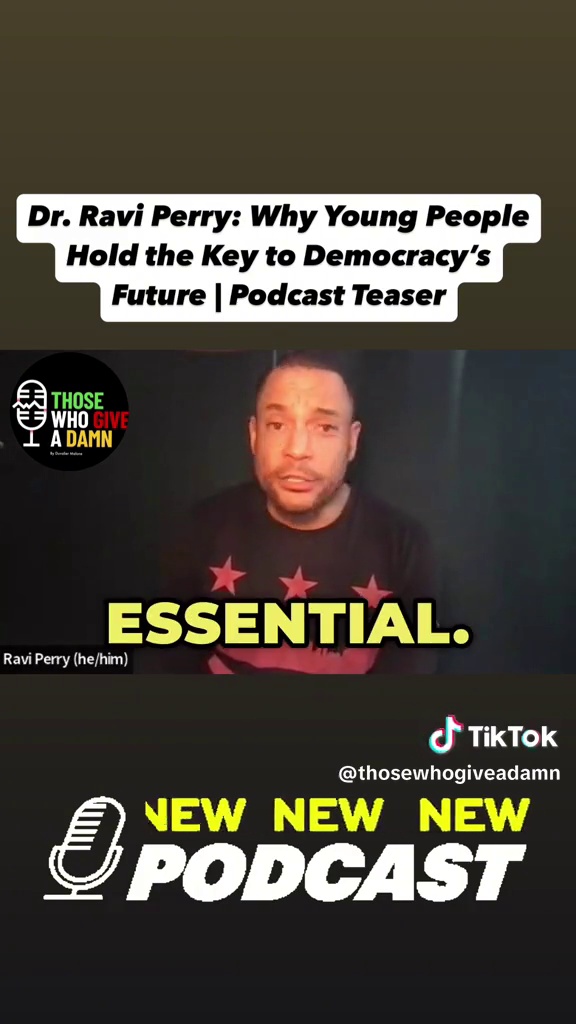 Dr. Ravi Perry: Why Young People
Hold the Key to Democracy's
Future | Podcast Teaser
THOSE
WHO GIVE
A DAMN
ESSENTIAL.
Ravi Perry (he/him)
TikTok
@thosewhogiveadamn
NEW NEW NEW
PODCAST